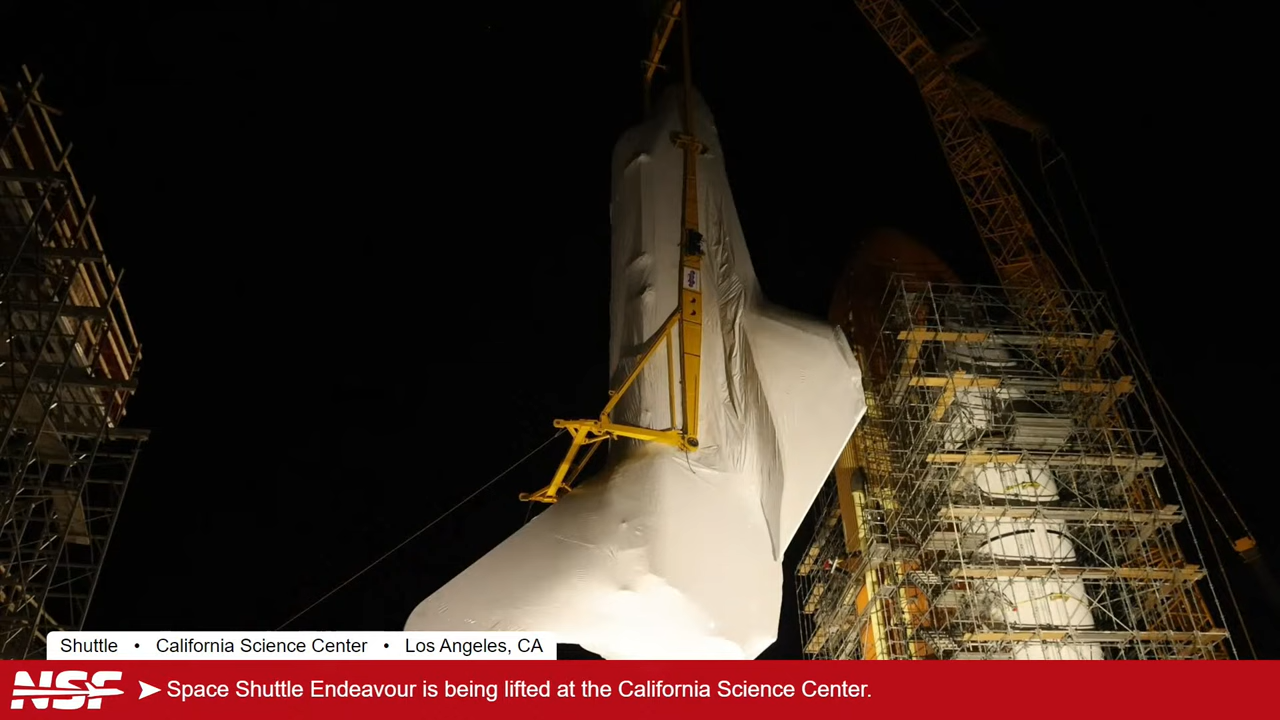 Shuttle • California Science Center • Los Angeles, CA
NSF ➤ Space Shuttle Endeavour is being lifted at the California Science Center.